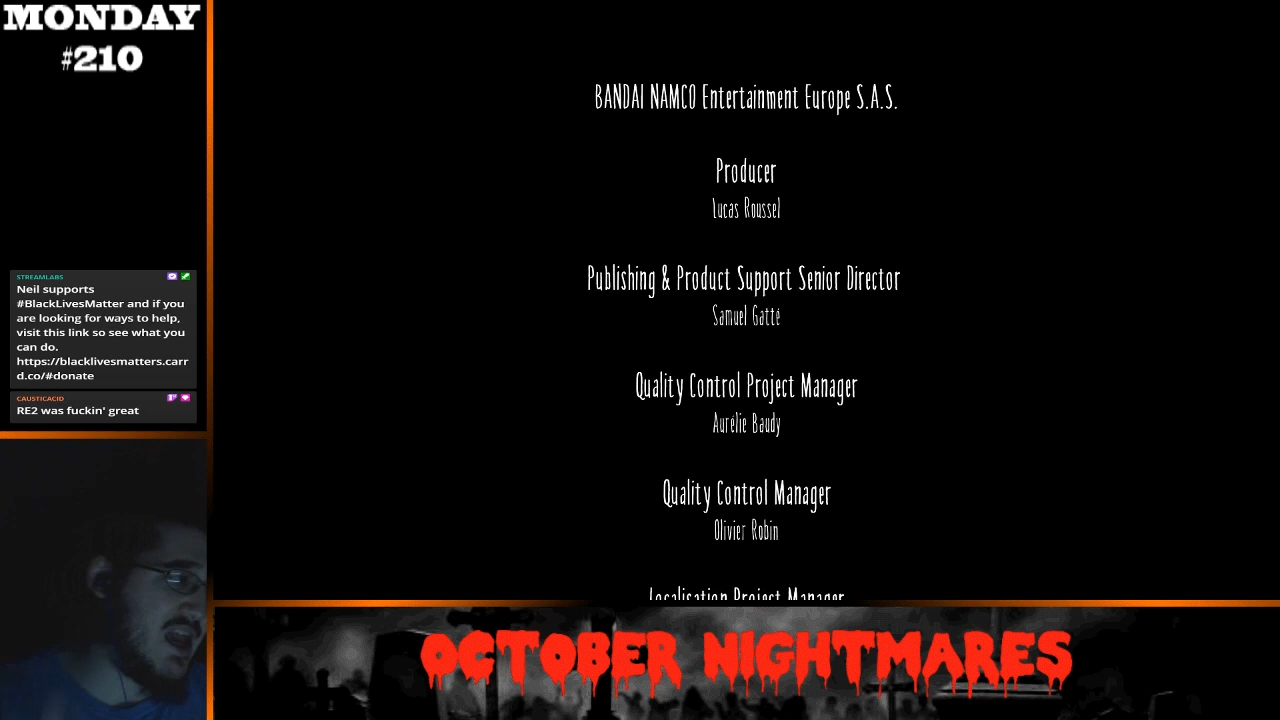 MONDAY
#210
STREAMLABS
Neil supports
#BlackLivesMatter and if you
are looking for ways to help,
visit this link so see what you
can do.
https://blacklivesmatters.carr
d.co/#donate
CAUSTICACID
RE2 was fuckin' great
BANDAI NAMCO Entertainment Europe S.A.S.
Producer
Lucas Roussel
Publishing & Product Support Senior Director
Samuel Gatté
Quality Control Project Manager
Aurélie Baudy
Quality Control Manager
Olivier Robin
Localisation Project Manager
OCTOBER NIGHTMARES